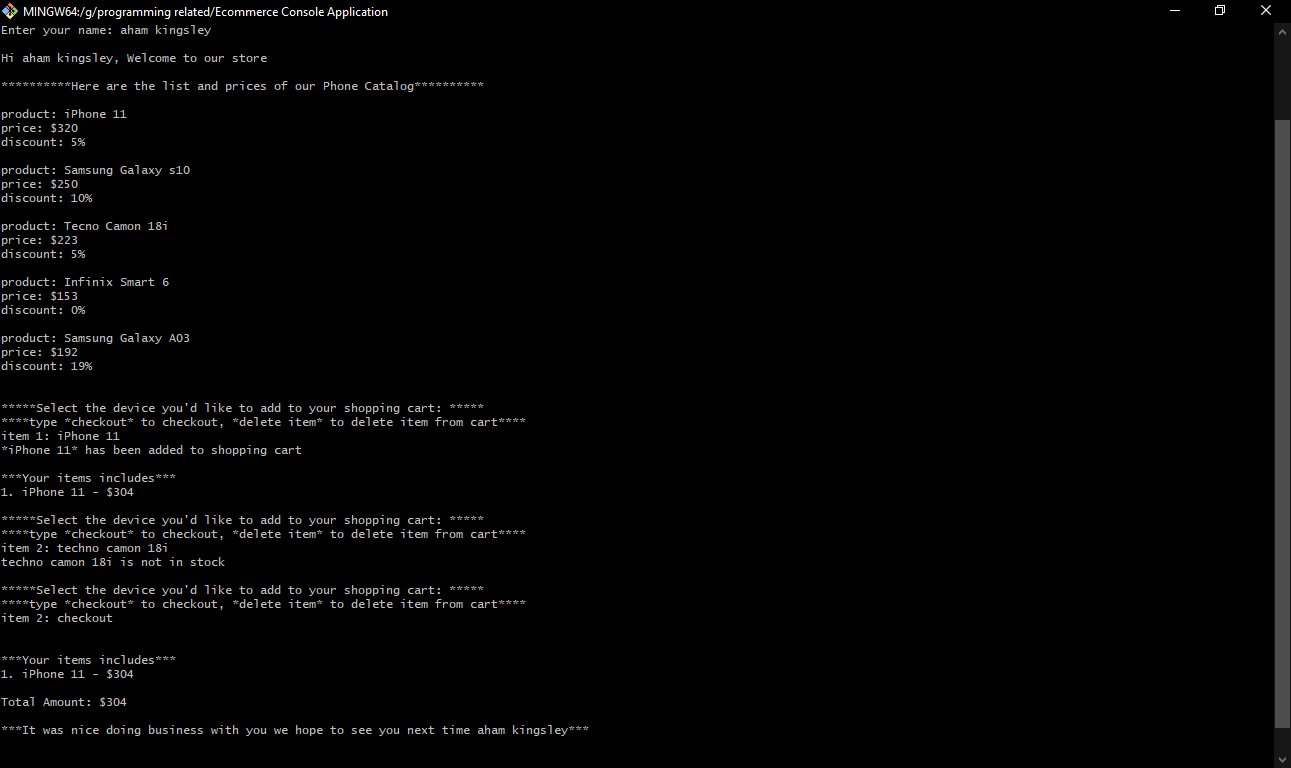 MINGW64:/g/programming related/Ecommerce Console Application
Enter your name: aham kingsley
Hi aham kingsley, Welcome to our store
**********Here are the list and prices of our Phone Catalog**********
product: iPhone 11
price: $320
discount: 5%
product: Samsung Galaxy s10
price: $250
discount: 10%
product: Tecno Camon 18i
price: $223
discount: 5%
product: Infinix Smart 6
price: $153
discount: 0%
product: Samsung Galaxy A03
price: $192
discount: 19%
*****Select the device you'd like to add to your shopping cart: *****
****type *checkout* to checkout, *delete item* to delete item from cart****
item 1: iPhone 11
*iPhone 11* has been added to shopping cart
***Your items includes***
1. iPhone 11 - $304
*****Select the device you'd like to add to your shopping cart: *****
****type *checkout* to checkout, *delete item* to delete item from cart****
item 2: techno camon 18i
techno camon 18i is not in stock
*****Select the device you'd like to add to your shopping cart: *****
****type *checkout* to checkout, *delete item* to delete item from cart****
item 2: checkout
***Your items includes***
1. iPhone 11 - $304
Total Amount: $304
***It was nice doing business with you we hope to see you next time aham kingsley***